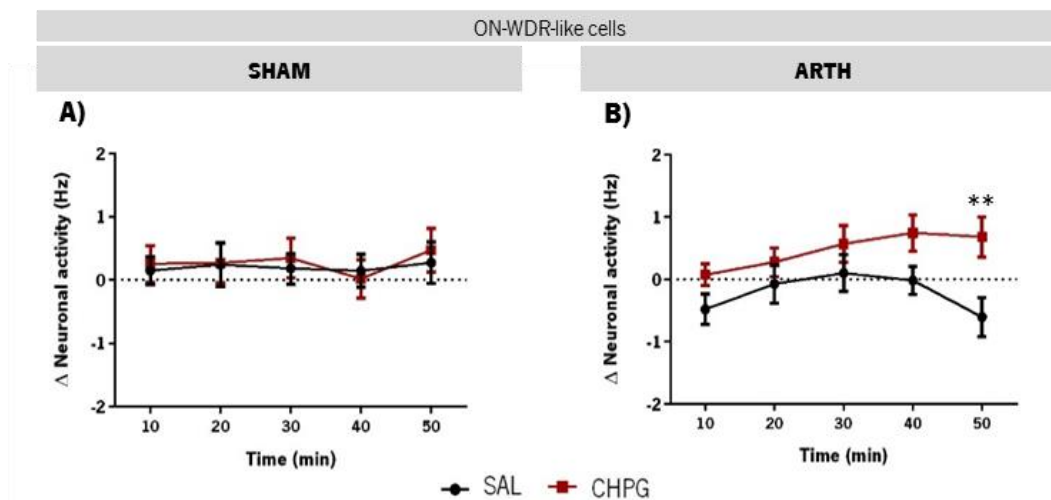 ON-WDR-like cells
SHAM
ARTH
A)
B)
Δ Neuronal activity (Hz)
2
1
0
-1
-2
10 20 30 40 50
Time (min)
Δ Neuronal activity (Hz)
2
1
0
-1
-2
**
10 20 30 40 50
Time (min)
SAL CHPG